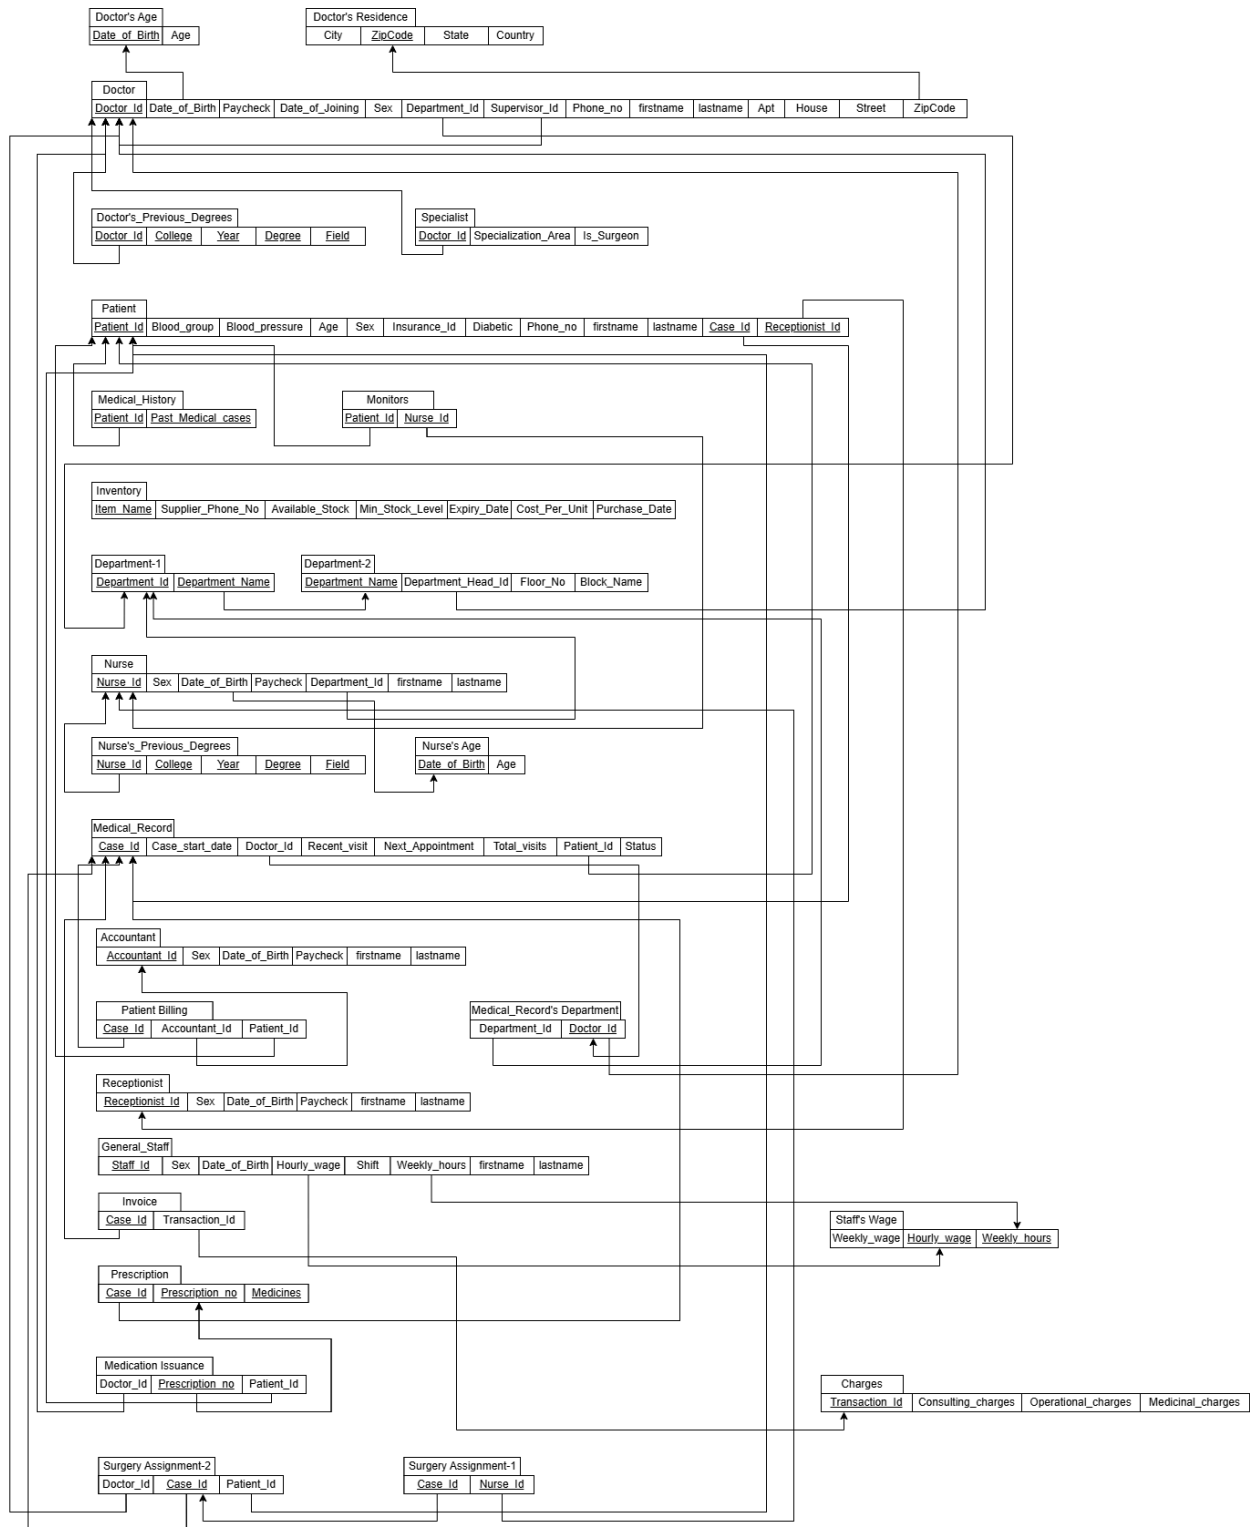 Doctor's Age Doctor's Residence
Date_of_Birth Age City ZipCode State Country
Doctor
Doctor_Id Date_of_Birth Paycheck Date_of_Joining Sex Department_Id Supervisor_Id Phone_no firstname lastname Apt House Street ZipCode
Doctor's_Previous_Degrees Specialist
Doctor_Id College Year Degree Field Doctor_Id Specialization_Area Is_Surgeon
Patient
Patient_Id Blood_group Blood_pressure Age Sex Insurance_Id Diabetic Phone_no firstname lastname Case_Id Receptionist_Id
Medical_History Monitors
Patient_Id Past_Medical_cases Patient_Id Nurse_Id
Inventory
Item_Name Supplier_Phone_No Available_Stock Min_Stock_Level Expiry_Date Cost_Per_Unit Purchase_Date
Department-1 Department-2
Department_Id Department_Name Department_Name Department_Head_Id Floor_No Block_Name
Nurse
Nurse_Id Sex Date_of_Birth Paycheck Department_Id firstname lastname
Nurse's_Previous_Degrees Nurse's Age
Nurse_Id College Year Degree Field Date_of_Birth Age
Medical_Record
Case_Id Case_start_date Doctor_Id Recent_visit Next_Appointment Total_visits Patient_Id Status
Accountant
Accountant_Id Sex Date_of_Birth Paycheck firstname lastname
Patient Billing Medical_Record's Department
Case_Id Accountant_Id Patient_Id Department_Id Doctor_Id
Receptionist
Receptionist_Id Sex Date_of_Birth Paycheck firstname lastname
General_Staff
Staff_Id Sex Date_of_Birth Hourly_wage Shift Weekly_hours firstname lastname
Invoice
Case_Id Transaction_Id
Staff's Wage
Weekly_wage Hourly_wage Weekly_hours
Prescription
Case_Id Prescription_no Medicines
Medication Issuance
Doctor_Id Prescription_no Patient_Id
Charges
Transaction_Id Consulting_charges Operational_charges Medicinal_charges
Surgery Assignment-2 Surgery Assignment-1
Doctor_Id Case_Id Patient_Id Case_Id Nurse_Id